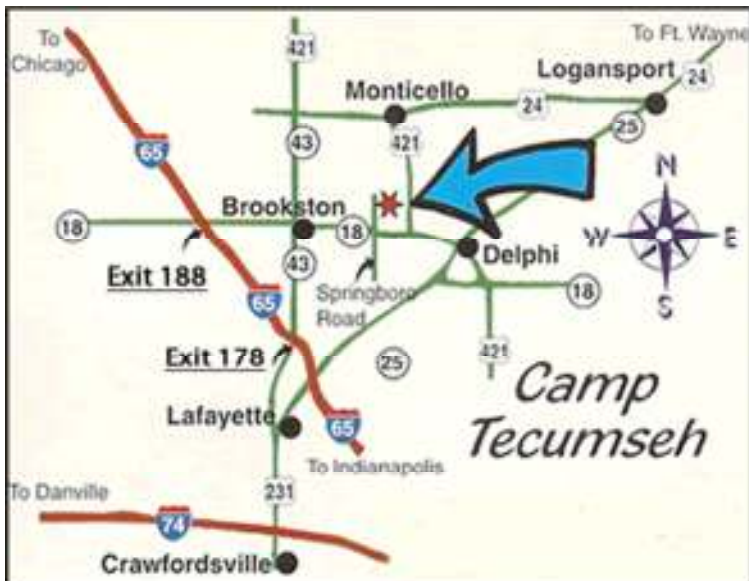 To
Chicago
421
To Ft. Wayne
Logansport
24
Monticello
24
25
43
421
65
N
Brookston
18
18
W
E
Delphi
Exit 188
43
Springboro
Road
S
18
65
Exit 178
25
421
Camp
Tecumseh
Lafayette
65
To Indianapolis
To Danville
231
74
Crawfordsville